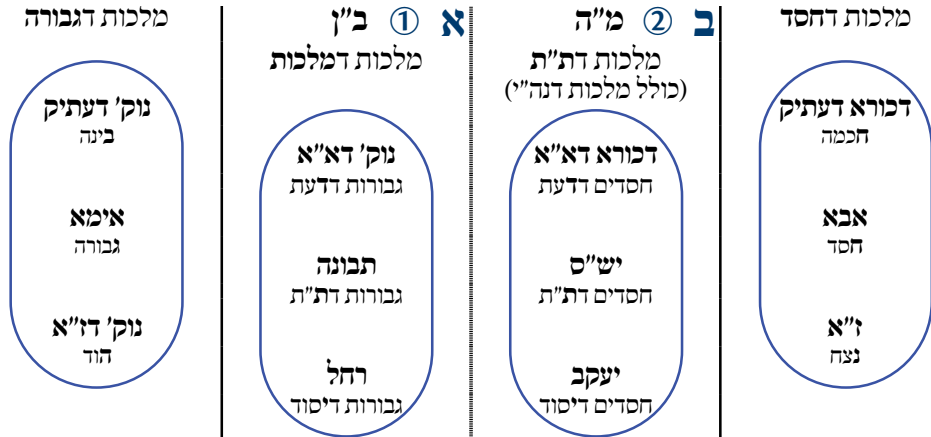 מלכות דחסד
דכורא דעתיק
חכמה
אבא
חסד
ז"א
נצח
ב ② מ"ה
מלכות דת"ת
(כולל מלכות דנה"י)
דכורא דא"א
חסדים דדעת
יש"ס
חסדים דת"ת
יעקב
חסדים דיסוד
א ① ב"ן
מלכות דמלכות
נוק' דא"א
גבורות דדעת
תבונה
גבורות דת"ת
רחל
גבורות דיסוד
מלכות דגבורה
נוק' דעתיק
בינה
אימא
גבורה
נוק' דז"א
הוד